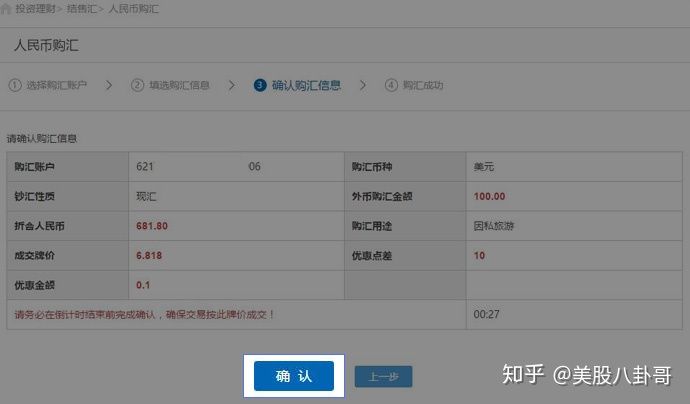 投资理财> 结售汇> 人民币购汇
人民币购汇
① 选择购汇账户 > ② 填选购汇信息 > ③ 确认购汇信息 > ④ 购汇成功
请确认购汇信息
购汇账户 621 06 购汇币种 美元
钞汇性质 现汇 外币购汇金额 100.00
折合人民币 681.80 购汇用途 因私旅游
成交牌价 6.818 优惠点差 10
优惠金额 0.1
请务必在倒计时结束前完成确认，确保交易按此牌价成交！ 00:27
确 认 上一步
知乎 @美股八卦哥